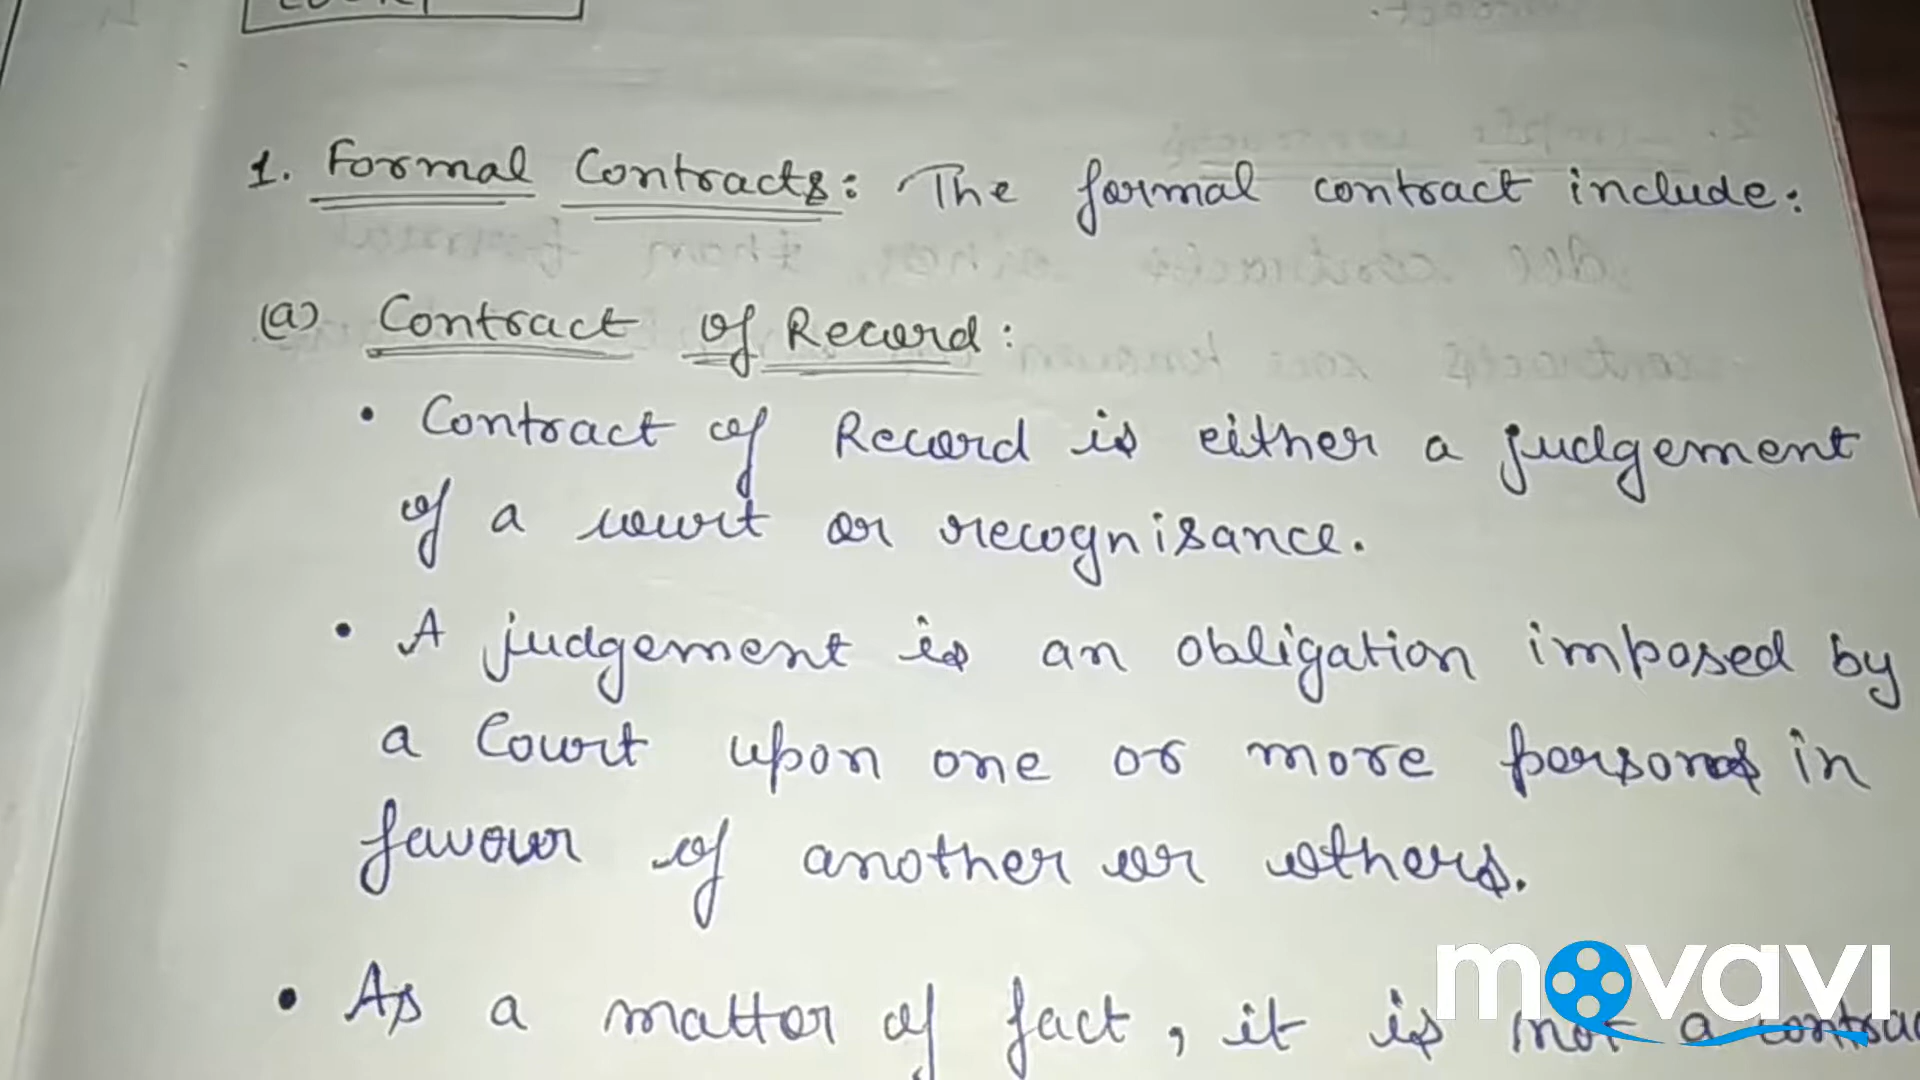 1. Formal Contracts: The formal contract include:
(a) Contract of Record:
• Contract of Record is either a judgement
of a court or recognisance.
• A judgement is an obligation imposed by
a Court upon one or more persons in
favour of another or others.
• As a matter of fact, it is not a contrac
movavi